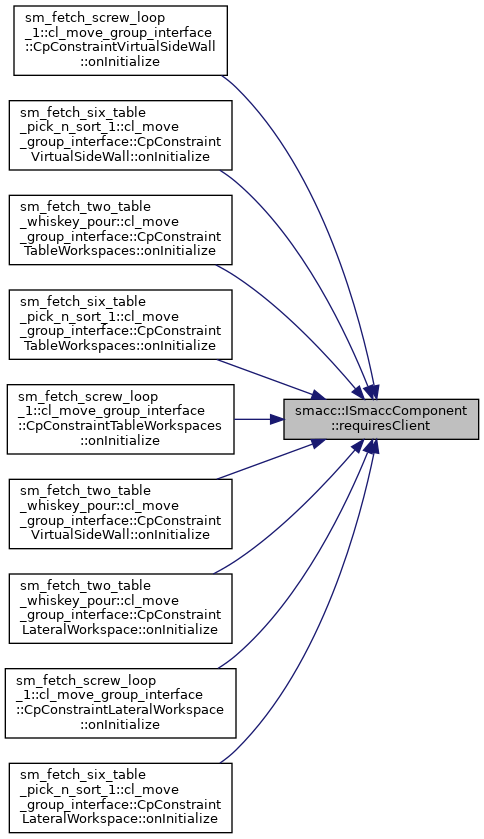 sm_fetch_screw_loop
_1::cl_move_group_interface
::CpConstraintVirtualSideWall
::onInitialize
sm_fetch_six_table
_pick_n_sort_1::cl_move
_group_interface::CpConstraint
VirtualSideWall::onInitialize
sm_fetch_two_table
_whiskey_pour::cl_move
_group_interface::CpConstraint
TableWorkspaces::onInitialize
sm_fetch_six_table
_pick_n_sort_1::cl_move
_group_interface::CpConstraint
TableWorkspaces::onInitialize
sm_fetch_screw_loop
_1::cl_move_group_interface
::CpConstraintTableWorkspaces
::onInitialize
smacc::ISmaccComponent
::requiresClient
sm_fetch_two_table
_whiskey_pour::cl_move
_group_interface::CpConstraint
VirtualSideWall::onInitialize
sm_fetch_two_table
_whiskey_pour::cl_move
_group_interface::CpConstraint
LateralWorkspace::onInitialize
sm_fetch_screw_loop
_1::cl_move_group_interface
::CpConstraintLateralWorkspace
::onInitialize
sm_fetch_six_table
_pick_n_sort_1::cl_move
_group_interface::CpConstraint
LateralWorkspace::onInitialize